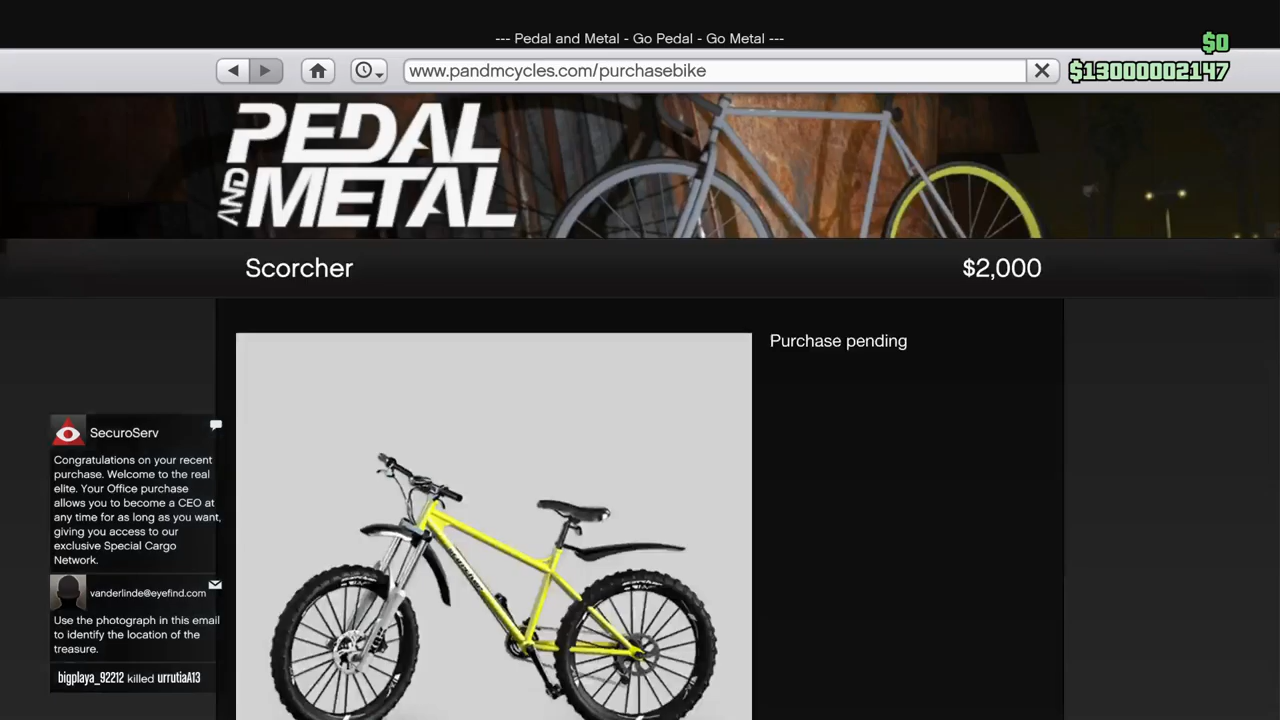 --- Pedal and Metal - Go Pedal - Go Metal ---
$0
www.pandmcycles.com/purchasebike
$13000002147
PEDAL
AND METAL
Scorcher
$2,000
Purchase pending
SecuroServ
Congratulations on your recent
purchase. Welcome to the real
elite. Your Office purchase
allows you to become a CEO at
any time for as long as you want,
giving you access to our
exclusive Special Cargo
Network.
vanderlinde@eyefind.com
Use the photograph in this email
to identify the location of the
treasure.
bigplaya_92212 killed urrutiaA13